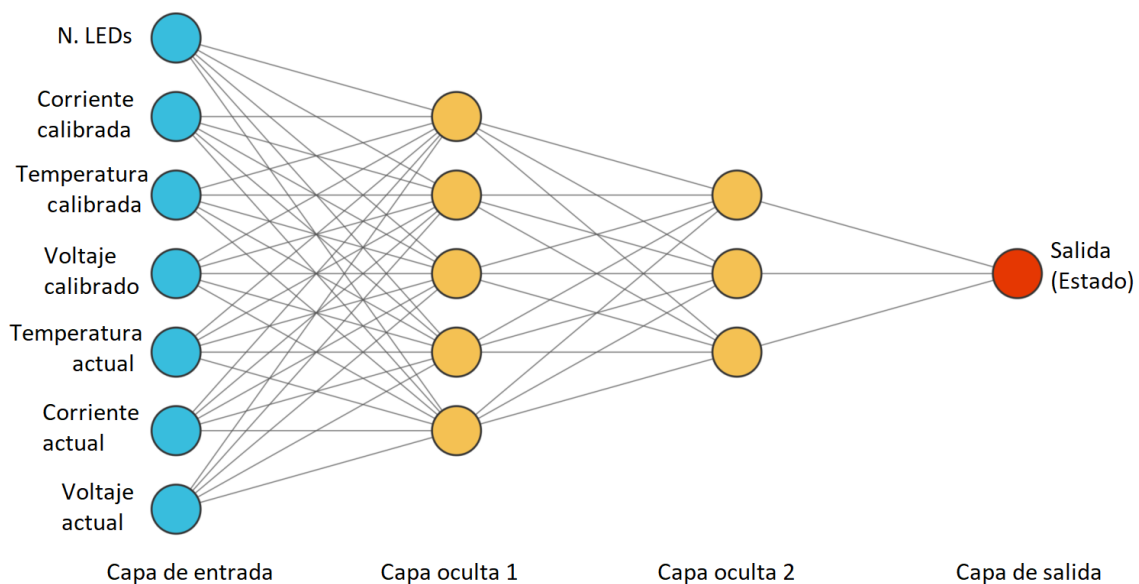 N. LEDs
Corriente
calibrada
Temperatura
calibrada
Voltaje
calibrado
Temperatura
actual
Corriente
actual
Voltaje
actual
Salida
(Estado)
Capa de entrada
Capa oculta 1
Capa oculta 2
Capa de salida